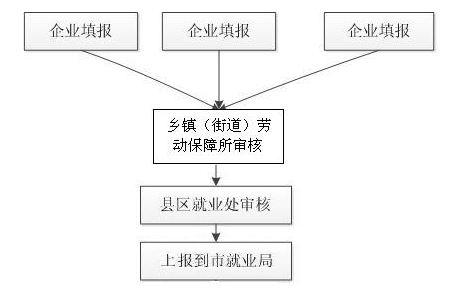 企业填报
企业填报
企业填报
乡镇（街道）劳
动保障所审核
县区就业处审核
上报到市就业局